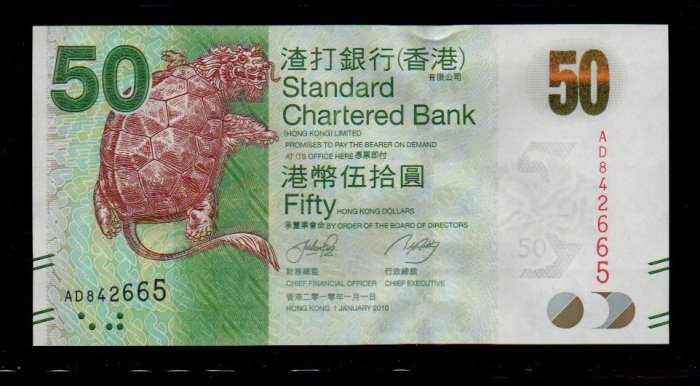 50
渣打銀行(香港)
有限公司
Standard
Chartered Bank
(HONG KONG) LIMITED
PROMISES TO PAY THE BEARER ON DEMAND
AT ITS OFFICE HERE 憑票即付
港幣伍拾圓
Fifty HONG KONG DOLLARS
承董事會命 BY ORDER OF THE BOARD OF DIRECTORS
財務總監 行政總裁
CHIEF FINANCIAL OFFICER CHIEF EXECUTIVE
香港二零一零年一月一日
HONG KONG 1 JANUARY 2010
AD842665
50
AD842665
50